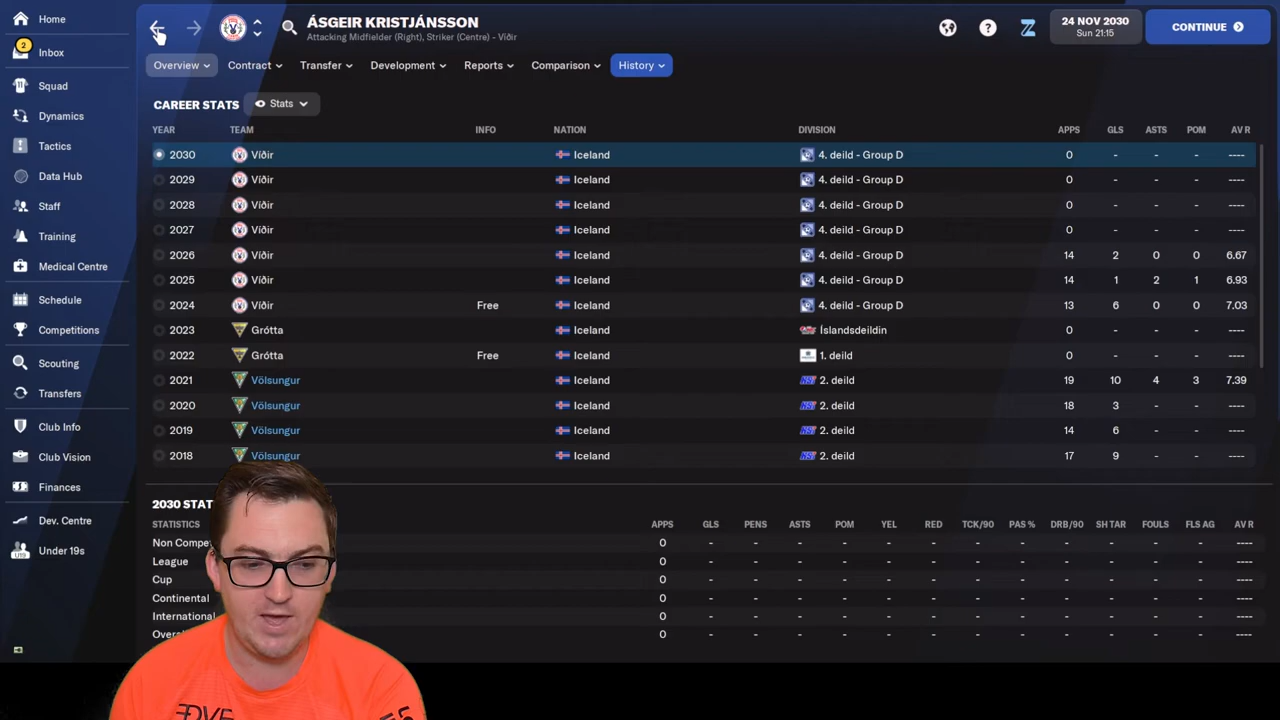 Home
2
Inbox
Squad
Dynamics
Tactics
Data Hub
Staff
Training
Medical Centre
Schedule
Competitions
Scouting
Transfers
Club Info
Club Vision
Finances
Dev. Centre
Under 19s
ÁSGEIR KRISTJÁNSSON
Attacking Midfielder (Right), Striker (Centre) - Víðir
24 NOV 2030
Sun 21:15
CONTINUE
Overview Contract Transfer Development Reports Comparison History
CAREER STATS Stats
YEAR TEAM INFO NATION DIVISION APPS GLS ASTS POM AV R
2030 Víðir Iceland 4. deild - Group D 0 - - - ----
2029 Víðir Iceland 4. deild - Group D 0 - - - ----
2028 Víðir Iceland 4. deild - Group D 0 - - - ----
2027 Víðir Iceland 4. deild - Group D 0 - - - ----
2026 Víðir Iceland 4. deild - Group D 14 2 0 0 6.67
2025 Víðir Iceland 4. deild - Group D 14 1 2 1 6.93
2024 Víðir Free Iceland 4. deild - Group D 13 6 0 0 7.03
2023 Grótta Iceland Íslandsdeildin 0 - - - ----
2022 Grótta Free Iceland 1. deild 0 - - - ----
2021 Völsungur Iceland 2. deild 19 10 4 3 7.39
2020 Völsungur Iceland 2. deild 18 3 - - ----
2019 Völsungur Iceland 2. deild 14 6 - - ----
2018 Völsungur Iceland 2. deild 17 9 - - ----
2030 STAT
STATISTICS APPS GLS PENS ASTS POM YEL RED TCK/90 PAS % DRB/90 SH TAR FOULS FLS AG AV R
Non Compe 0 - - - - - - - - - - - - ----
League 0 - - - - - - - - - - - - ----
Cup 0 - - - - - - - - - - - - ----
Continental 0 - - - - - - - - - - - - ----
International 0 - - - - - - - - - - - - ----
Overa 0 - - - - - - - - - - - - ----